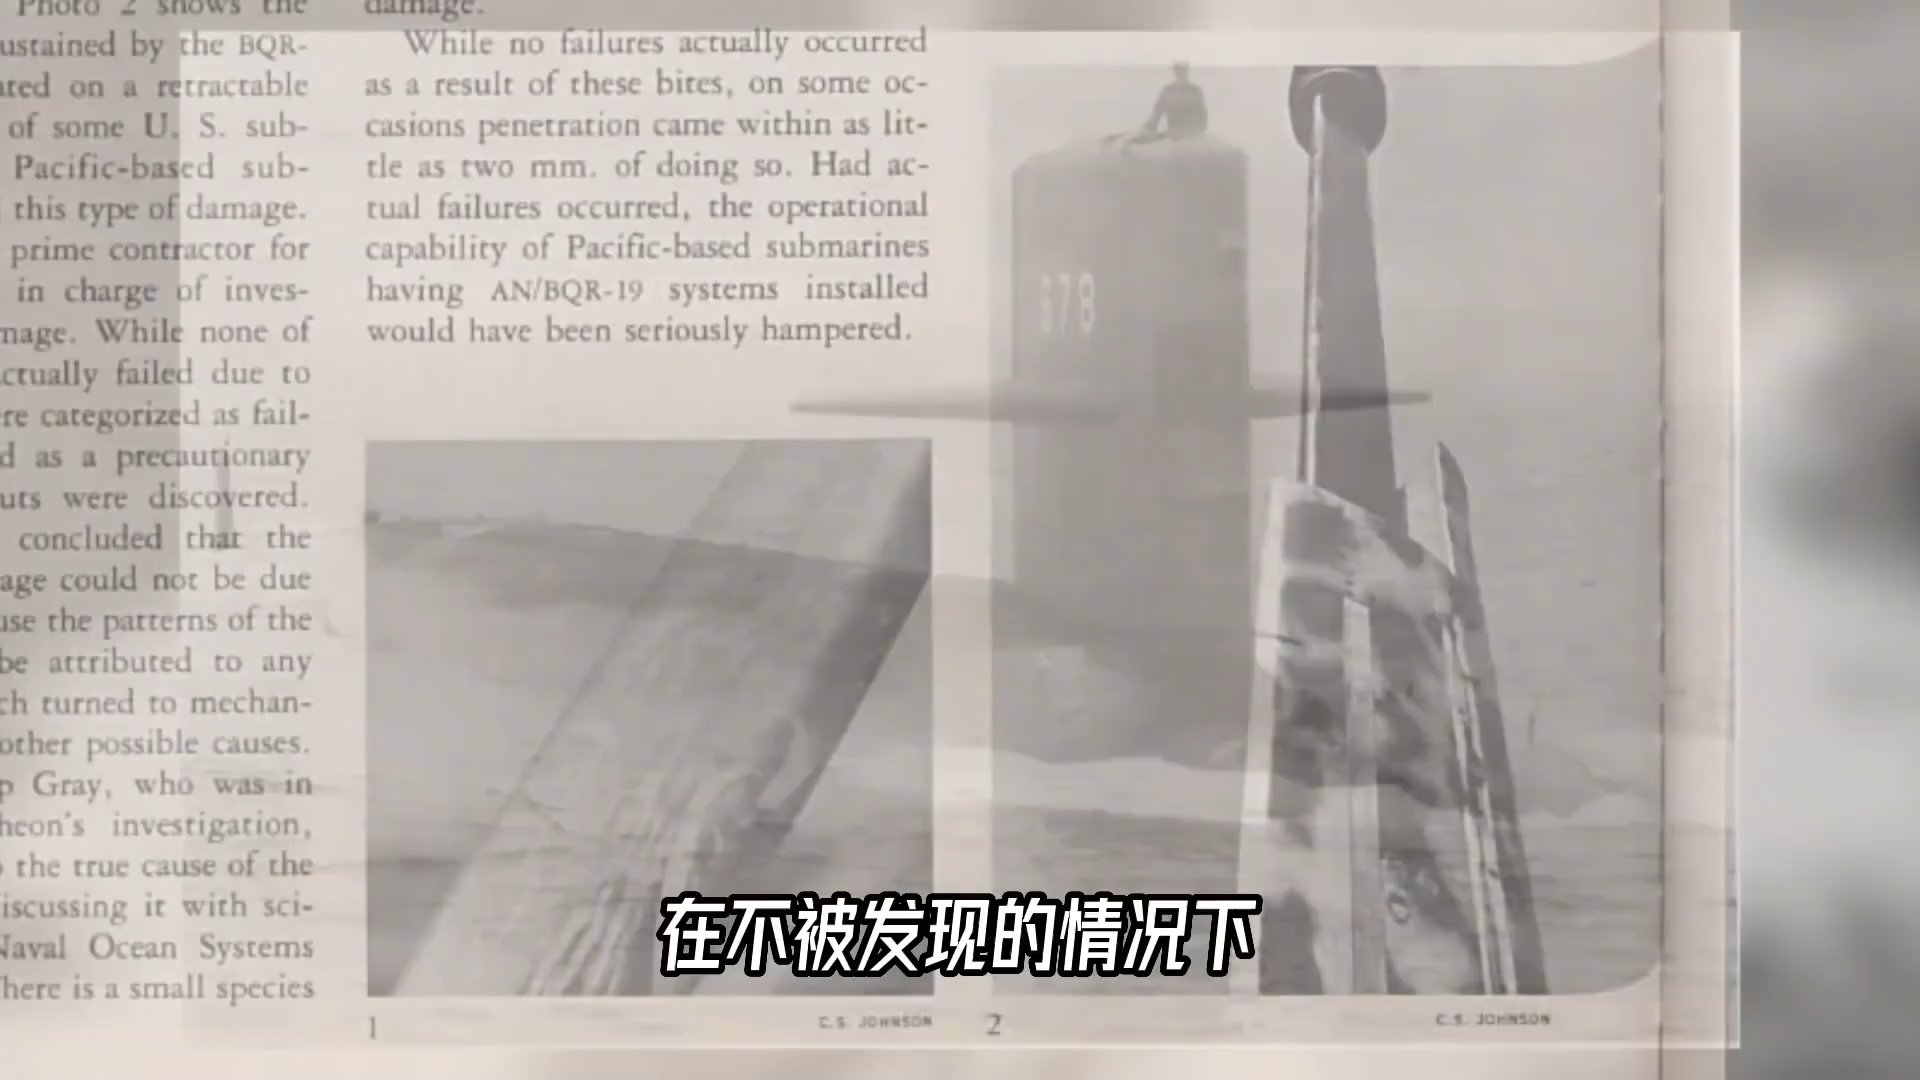 Photo 2 shows the
ustained by the BQR-
ated on a retractable
of some U. S. sub-
Pacific-based sub-
this type of damage.
prime contractor for
in charge of inves-
mage. While none of
ctually failed due to
re categorized as fail-
d as a precautionary
uts were discovered.
concluded that the
age could not be due
use the patterns of the
be attributed to any
ch turned to mechan-
other possible causes.
p Gray, who was in
heon's investigation,
the true cause of the
iscussing it with sci-
Naval Ocean Systems
There is a small species
damage.
While no failures actually occurred
as a result of these bites, on some oc-
casions penetration came within as lit-
tle as two mm. of doing so. Had ac-
tual failures occurred, the operational
capability of Pacific-based submarines
having AN/BQR-19 systems installed
would have been seriously hampered.
678
1
C.S. JOHNSON
2
C.S. JOHNSON
在不被发现的情况下